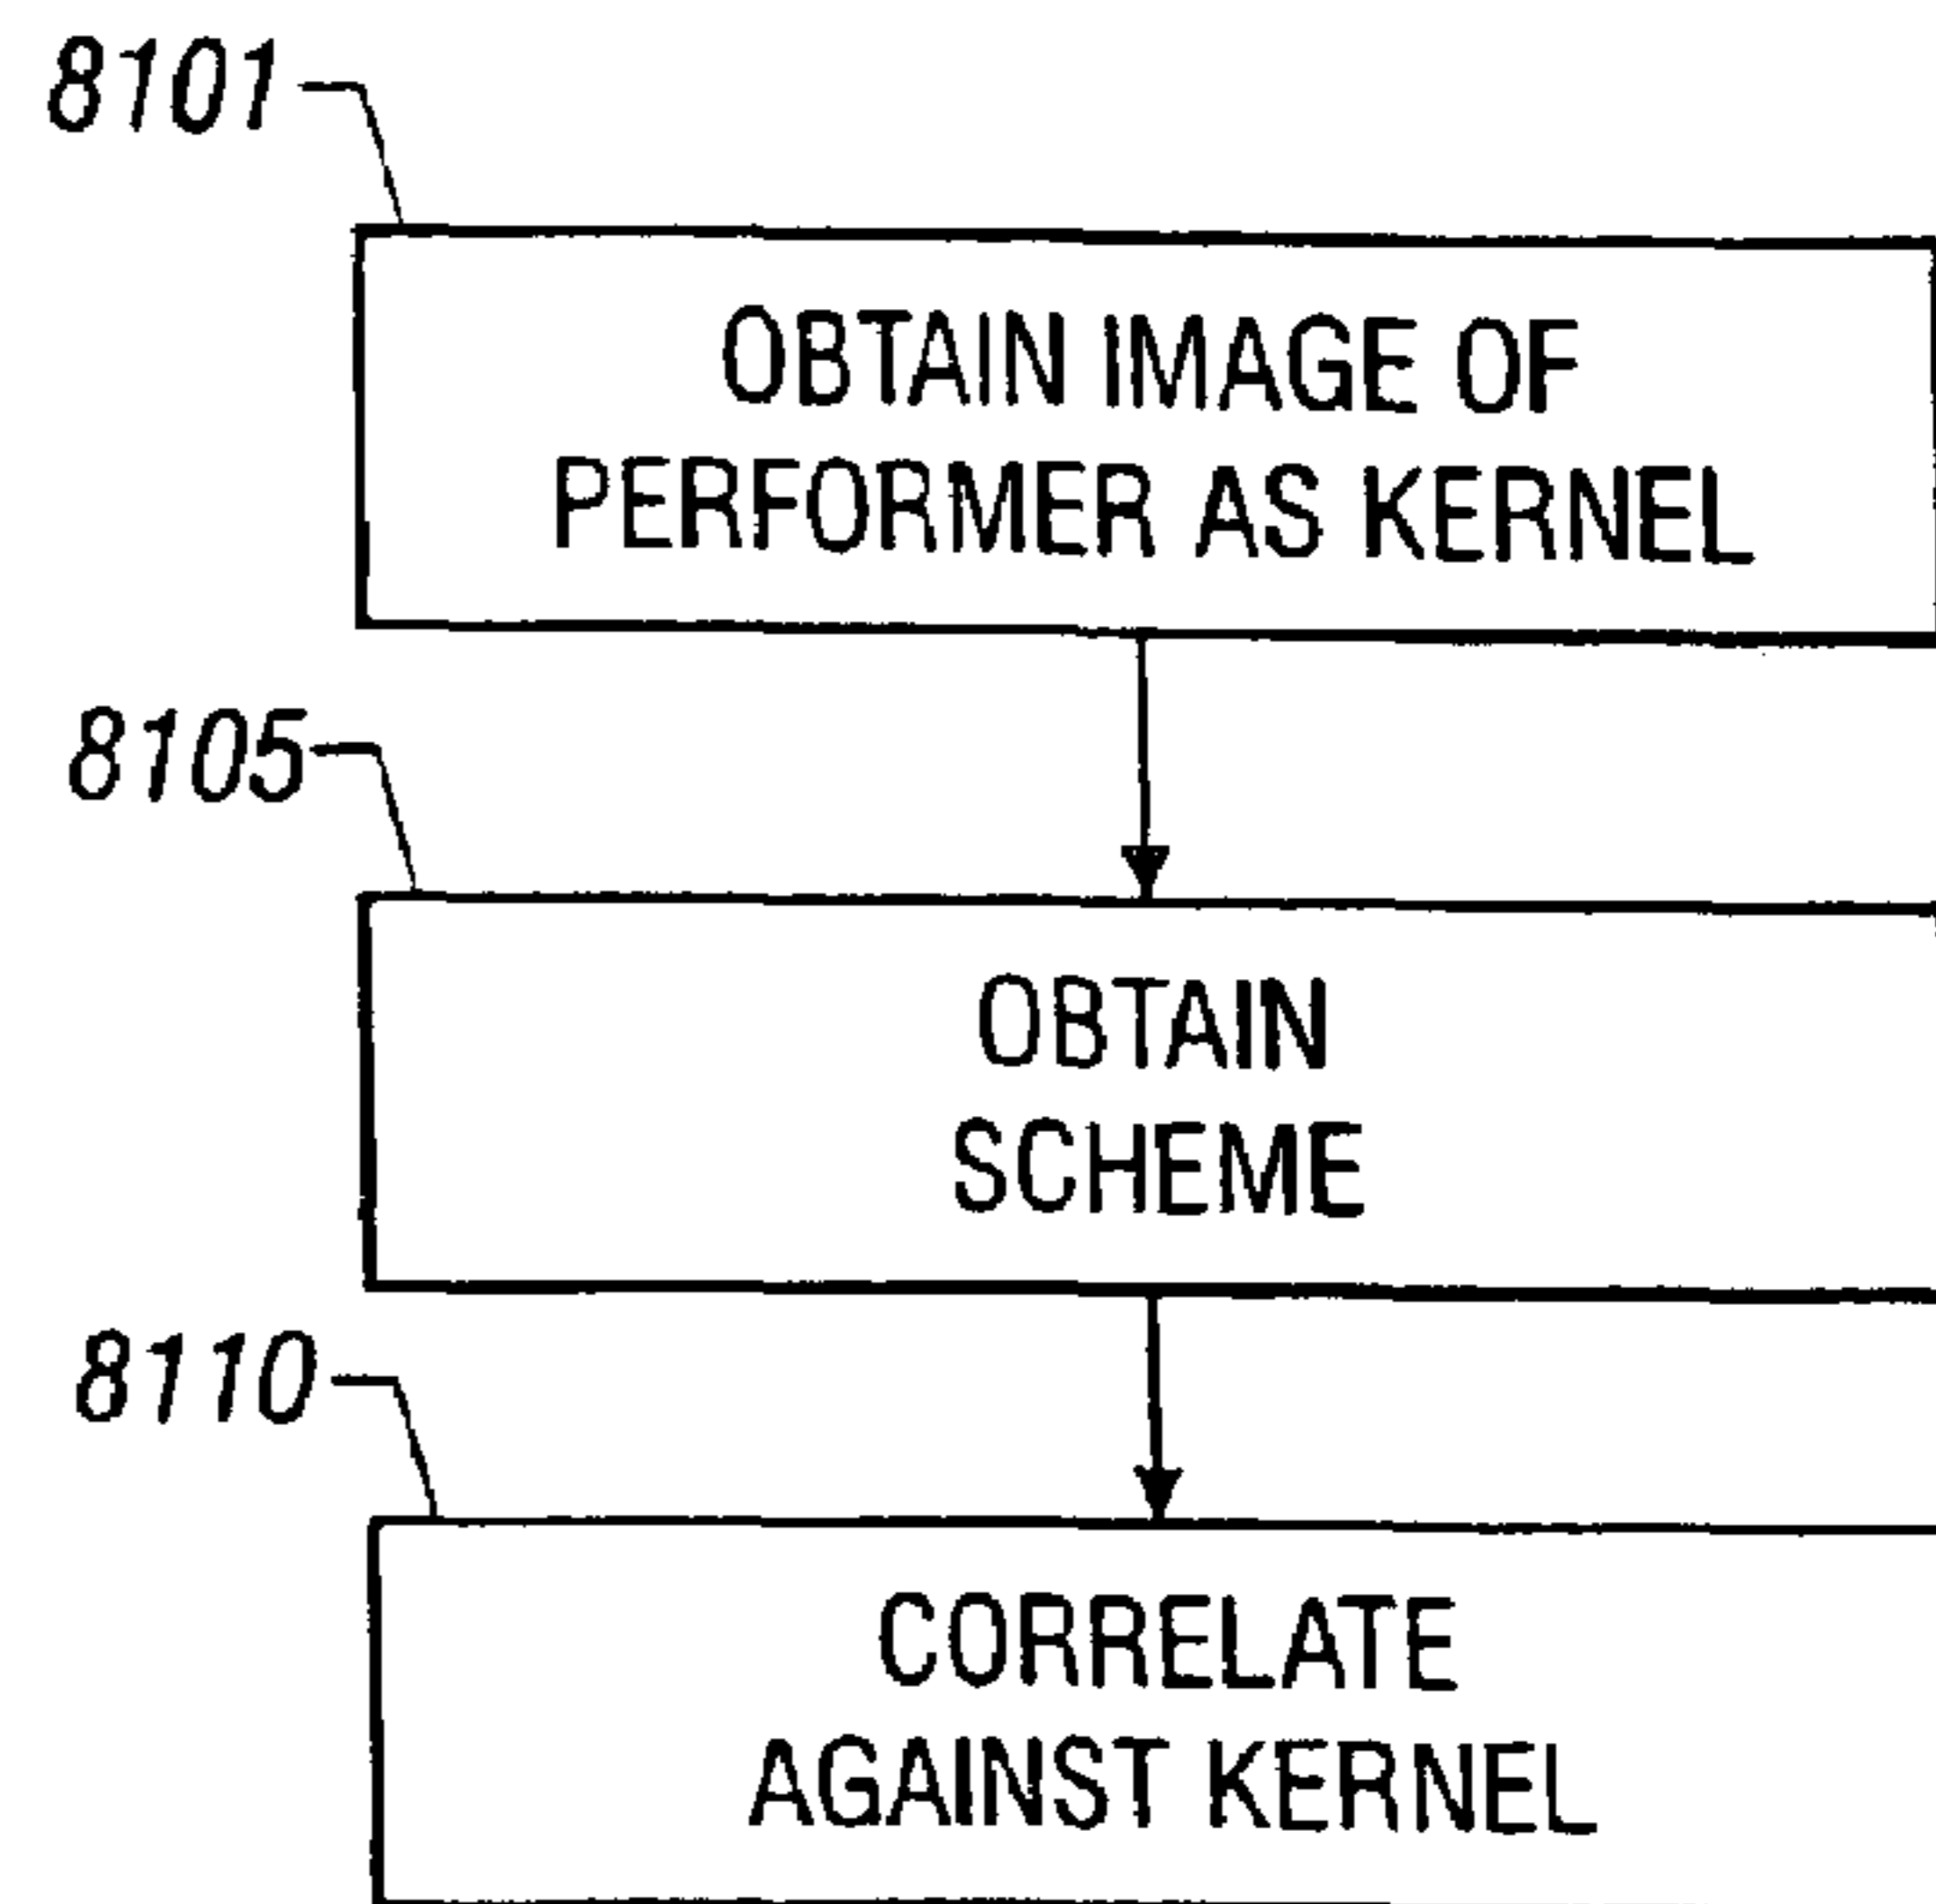 8101
OBTAIN IMAGE OF
PERFORMER AS KERNEL
8105
OBTAIN
SCHEME
8110
CORRELATE
AGAINST KERNEL